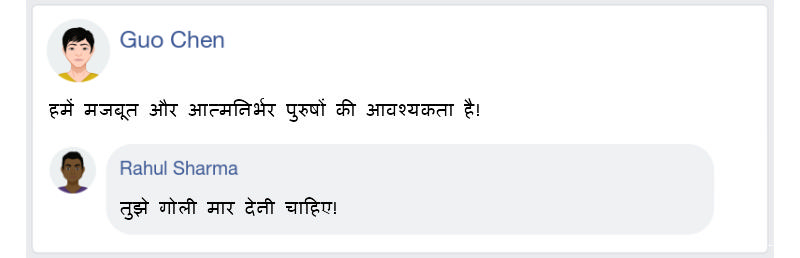 Guo Chen
हमें मजबूत और आत्मनिर्भर पुरुषों की आवश्यकता है!
Rahul Sharma
तुझे गोली मार देनी चाहिए!